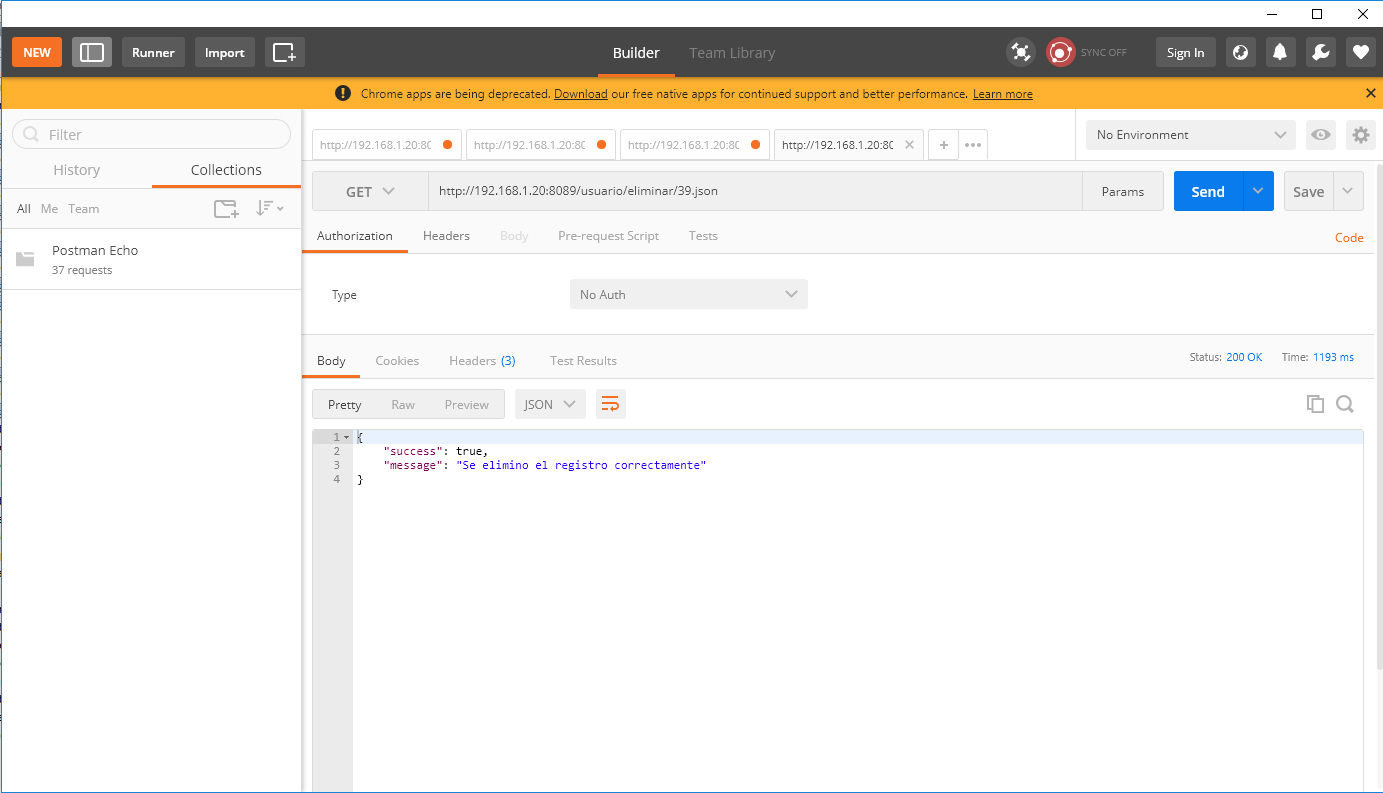 NEW Runner Import Builder Team Library SYNC OFF Sign In
Chrome apps are being deprecated. Download our free native apps for continued support and better performance. Learn more
Filter
History Collections
All Me Team
Postman Echo
37 requests
http://192.168.1.20:80 http://192.168.1.20:80 http://192.168.1.20:80 http://192.168.1.20:80 No Environment
GET http://192.168.1.20:8089/usuario/eliminar/39.json Params Send Save
Authorization Headers Body Pre-request Script Tests Code
Type No Auth
Body Cookies Headers (3) Test Results Status: 200 OK Time: 1193 ms
Pretty Raw Preview JSON
1 {
2 "success": true,
3 "message": "Se elimino el registro correctamente"
4 }